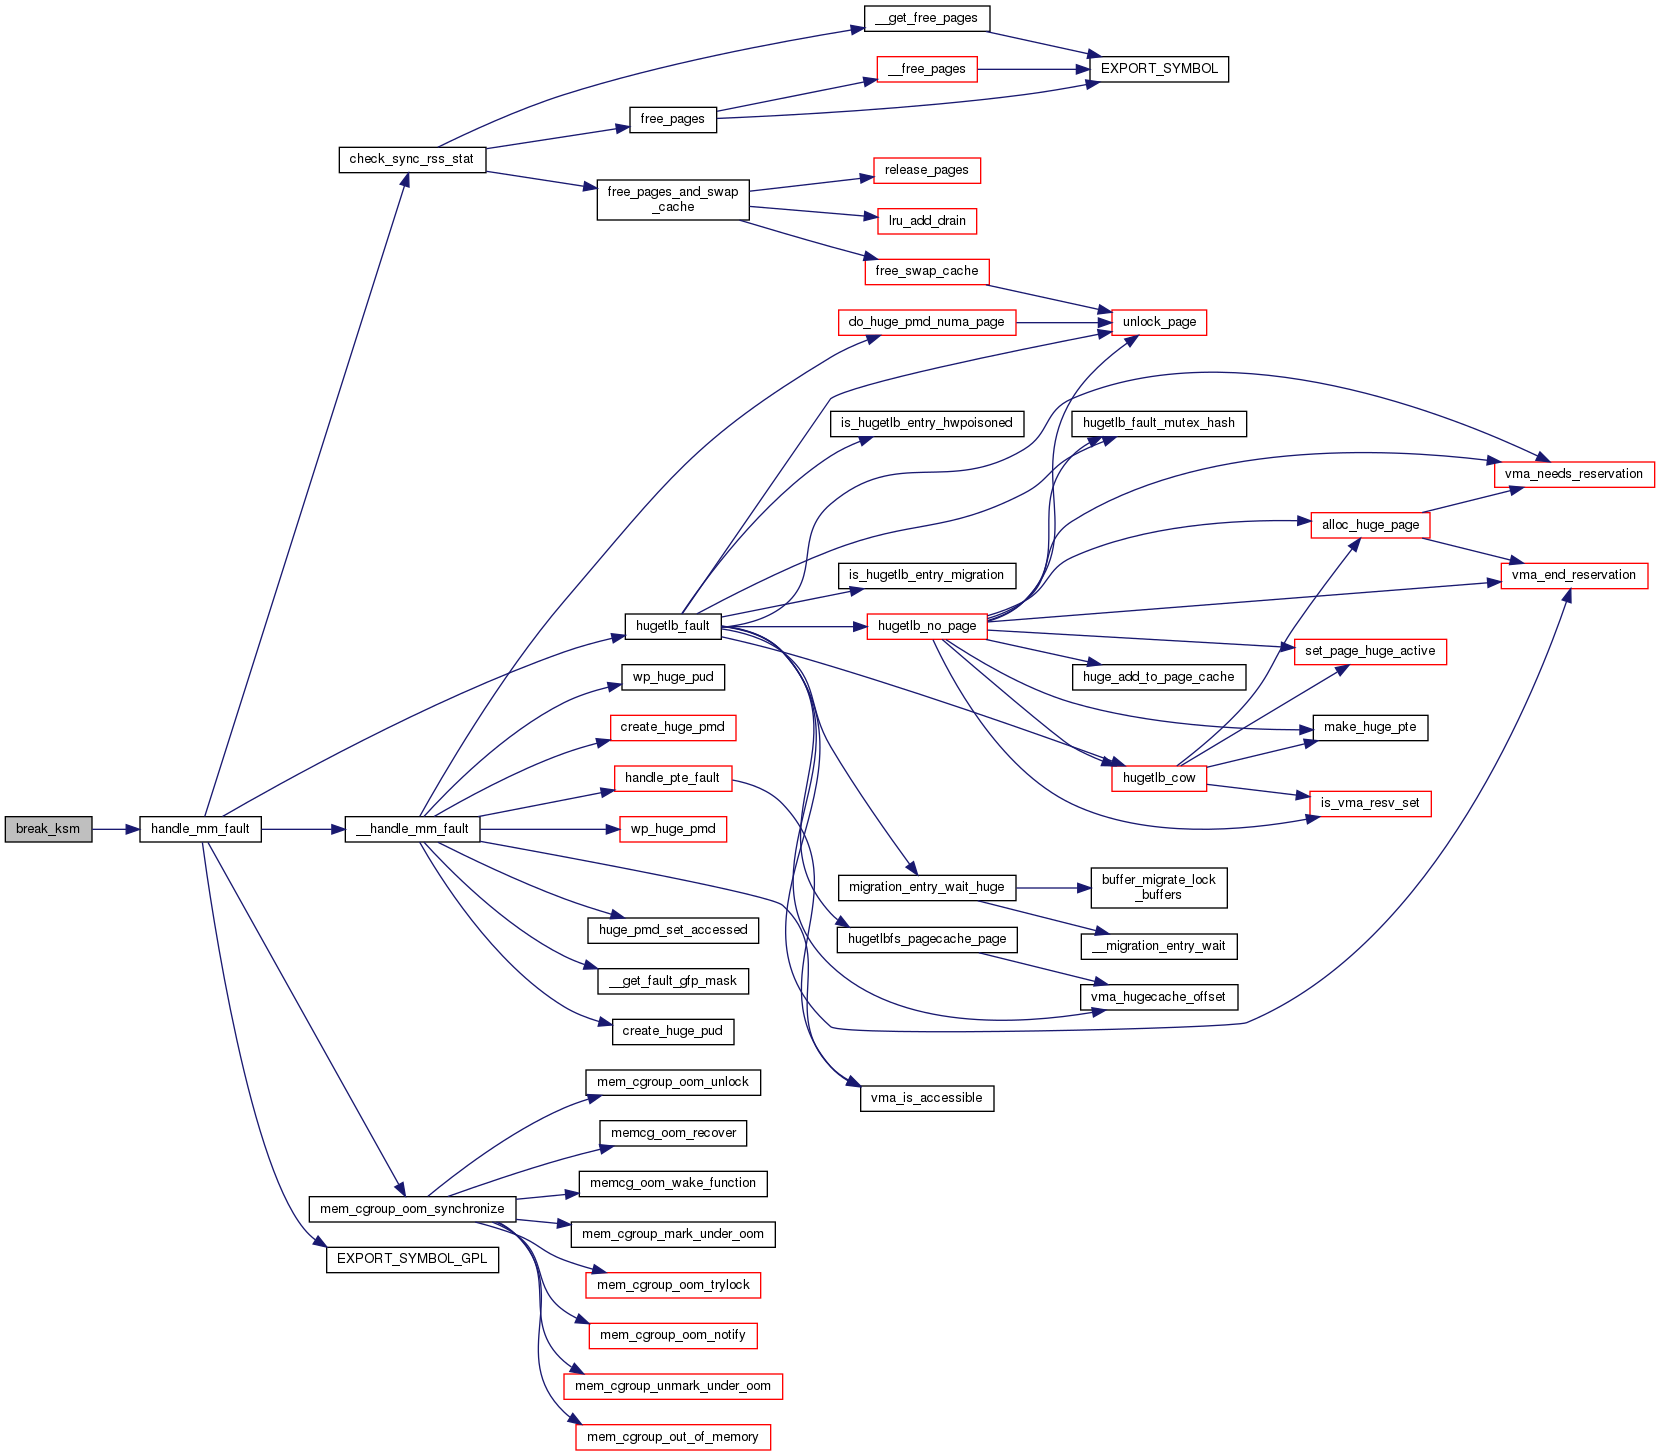 __get_free_pages
__free_pages
EXPORT_SYMBOL
free_pages
check_sync_rss_stat
release_pages
free_pages_and_swap
_cache
lru_add_drain
free_swap_cache
do_huge_pmd_numa_page
unlock_page
is_hugetlb_entry_hwpoisoned
hugetlb_fault_mutex_hash
vma_needs_reservation
alloc_huge_page
is_hugetlb_entry_migration
vma_end_reservation
hugetlb_fault
hugetlb_no_page
set_page_huge_active
wp_huge_pud
huge_add_to_page_cache
create_huge_pmd
make_huge_pte
handle_pte_fault
hugetlb_cow
is_vma_resv_set
break_ksm
handle_mm_fault
__handle_mm_fault
wp_huge_pmd
migration_entry_wait_huge
buffer_migrate_lock
_buffers
huge_pmd_set_accessed
hugetlbfs_pagecache_page
__migration_entry_wait
__get_fault_gfp_mask
vma_hugecache_offset
create_huge_pud
mem_cgroup_oom_unlock
vma_is_accessible
memcg_oom_recover
memcg_oom_wake_function
mem_cgroup_oom_synchronize
mem_cgroup_mark_under_oom
EXPORT_SYMBOL_GPL
mem_cgroup_oom_trylock
mem_cgroup_oom_notify
mem_cgroup_unmark_under_oom
mem_cgroup_out_of_memory